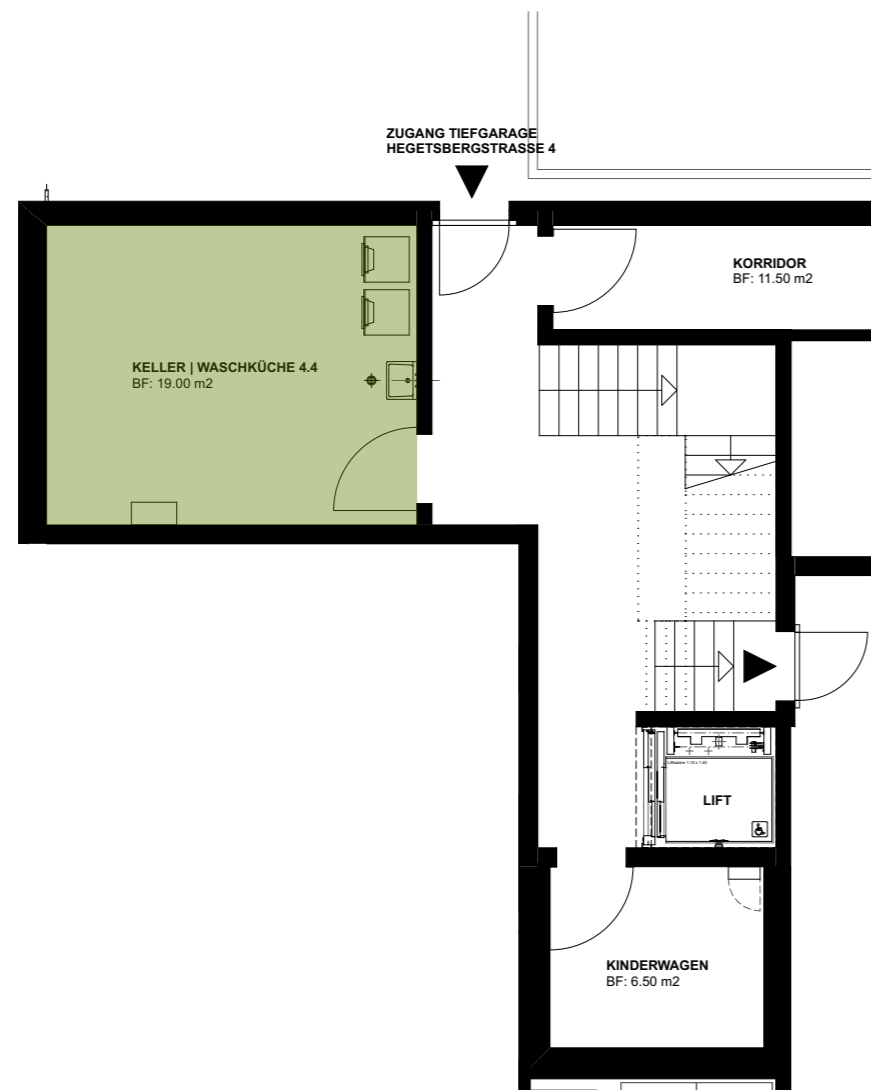 ZUGANG TIEFGARAGE
HEGETSBERGSTRASSE 4
KORRIDOR
BF: 11.50 m2
KELLER | WASCHKÜCHE 4.4
BF: 19.00 m2
LIFT
KINDERWAGEN
BF: 6.50 m2